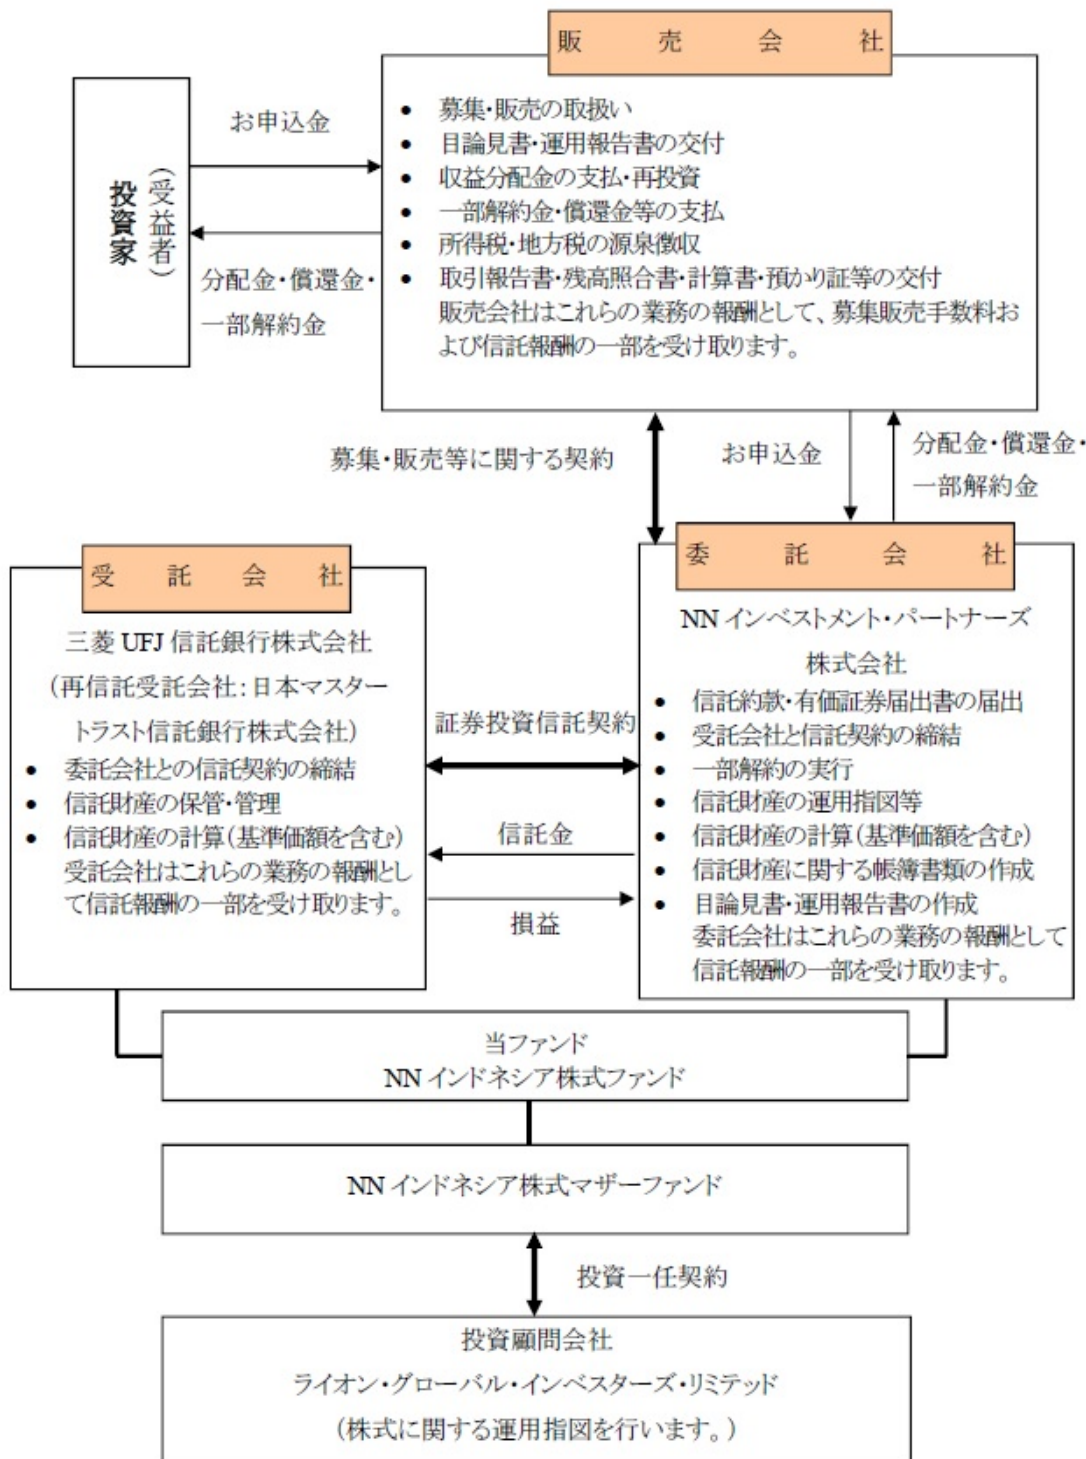 販売会社
投資家
(受益者)
お申込金
分配金・償還金・
一部解約金
● 募集・販売の取扱い
● 目論見書・運用報告書の交付
● 収益分配金の支払・再投資
● 一部解約金・償還金等の支払
● 所得税・地方税の源泉徴収
● 取引報告書・残高照合書・計算書・預かり証等の交付
販売会社はこれらの業務の報酬として、募集販売手数料お
よび信託報酬の一部を受け取ります。
募集・販売等に関する契約
お申込金
分配金・償還金・
一部解約金
受託会社
三菱 UFJ 信託銀行株式会社
(再信託受託会社:日本マスター
トラスト信託銀行株式会社)
● 委託会社との信託契約の締結
● 信託財産の保管・管理
● 信託財産の計算(基準価額を含む)
受託会社はこれらの業務の報酬とし
て信託報酬の一部を受け取ります。
証券投資信託契約
信託金
損益
委託会社
NN インベストメント・パートナーズ
株式会社
● 信託約款・有価証券届出書の届出
● 受託会社と信託契約の締結
● 一部解約の実行
● 信託財産の運用指図等
● 信託財産の計算(基準価額を含む)
● 信託財産に関する帳簿書類の作成
● 目論見書・運用報告書の作成
委託会社はこれらの業務の報酬として
信託報酬の一部を受け取ります。
当ファンド
NN インドネシア株式ファンド
NN インドネシア株式マザーファンド
投資一任契約
投資顧問会社
ライオン・グローバル・インベスターズ・リミテッド
(株式に関する運用指図を行います。)